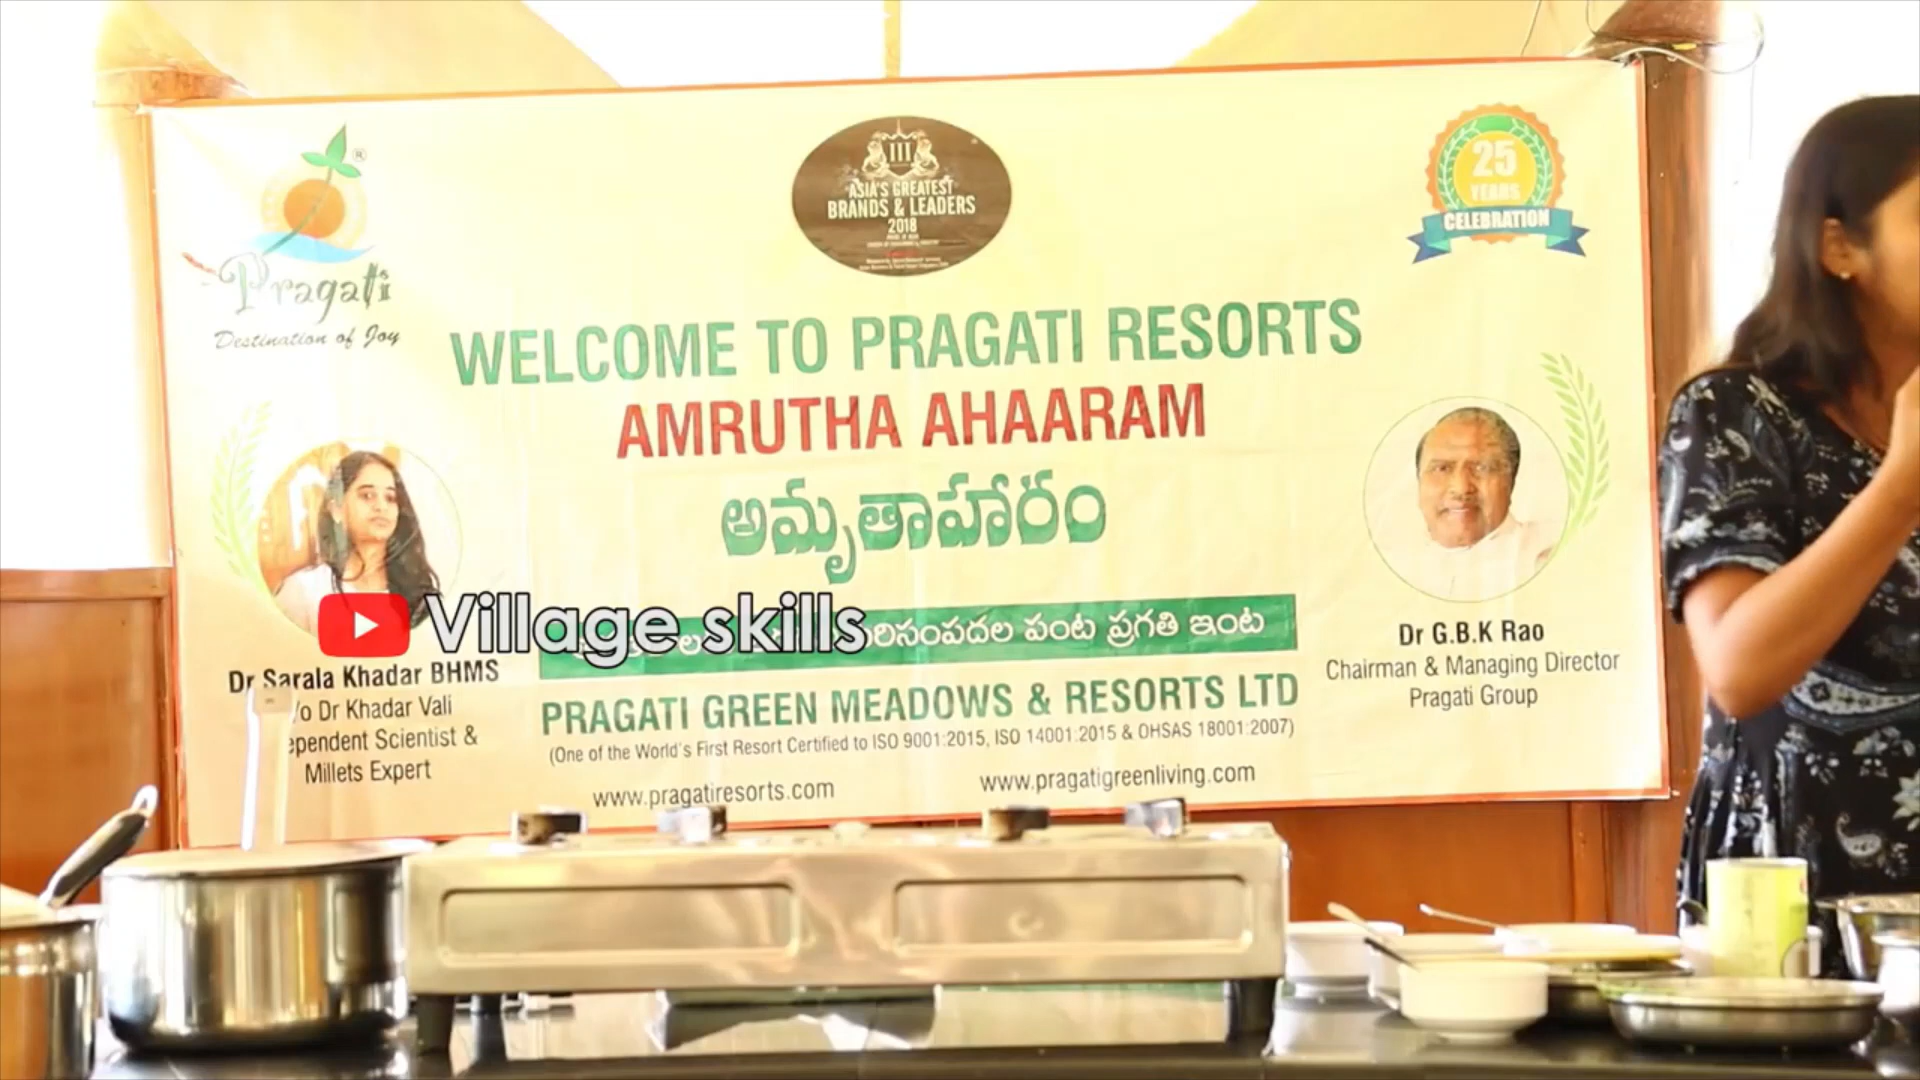 Pragati
®
Destination of Joy
III
ASIA'S GREATEST
BRANDS & LEADERS
2018
25
YEARS
CELEBRATION
WELCOME TO PRAGATI RESORTS
AMRUTHA AHAARAM
అమృతాహారం
Village skills
పంట ప్రగతి ఇంట
Dr Sarala Khadar BHMS
/o Dr Khadar Vali
ependent Scientist &
Millets Expert
Dr G.B.K Rao
Chairman & Managing Director
Pragati Group
PRAGATI GREEN MEADOWS & RESORTS LTD
(One of the World's First Resort Certified to ISO 9001:2015, ISO 14001:2015 & OHSAS 18001:2007)
www.pragatiresorts.com
www.pragatigreenliving.com